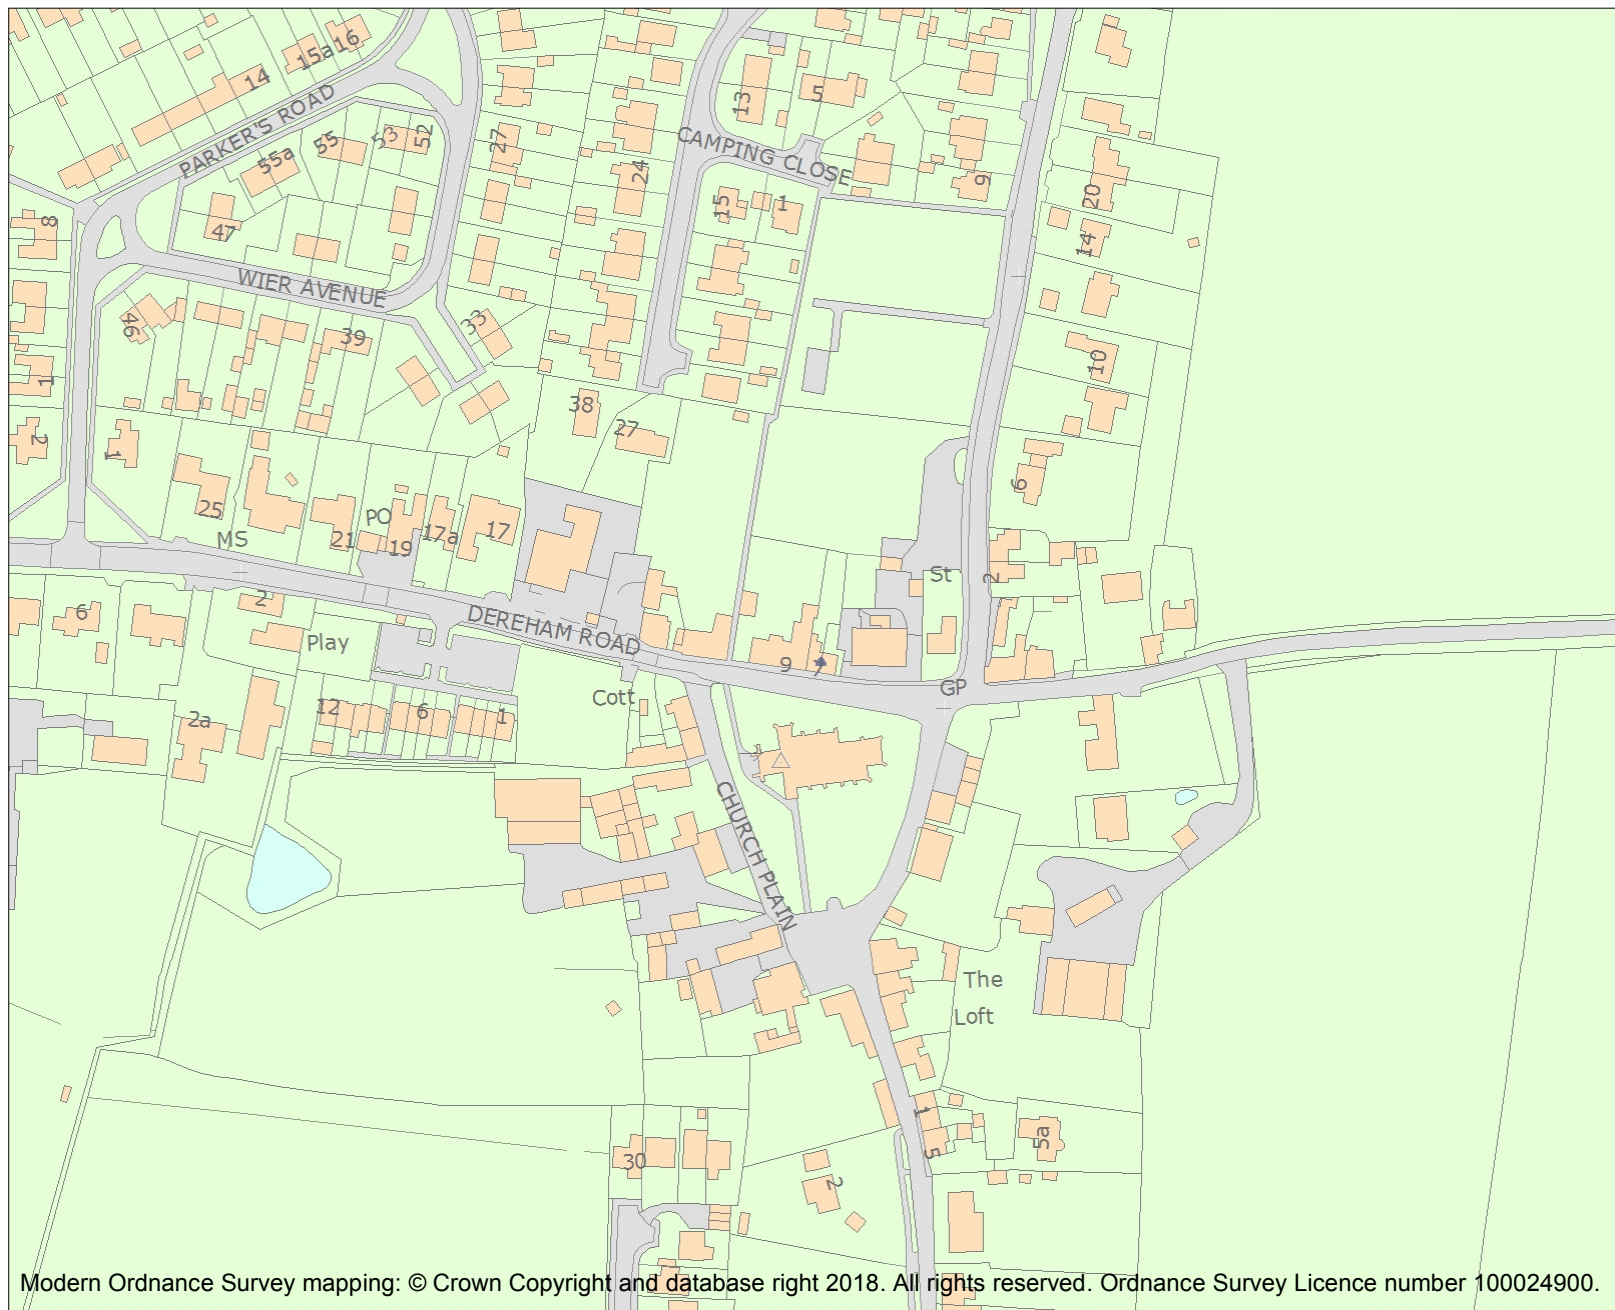 15a 16
14
PARKER'S ROAD
13
5
CAMPING CLOSE
55a
55
53
52
27
24
9
20
8
47
15
1
14
WIER AVENUE
46
39
33
10
1
38
27
2
1
25
6
MS
PO
21
19
17a
17
St
2
6
2
Play
DEREHAM ROAD
9
7
GP
Cott
2a
12
6
1
CHURCH PLAIN
The
Loft
1
5
5a
30
2
Modern Ordnance Survey mapping: © Crown Copyright and database right 2018. All rights reserved. Ordnance Survey Licence number 100024900.